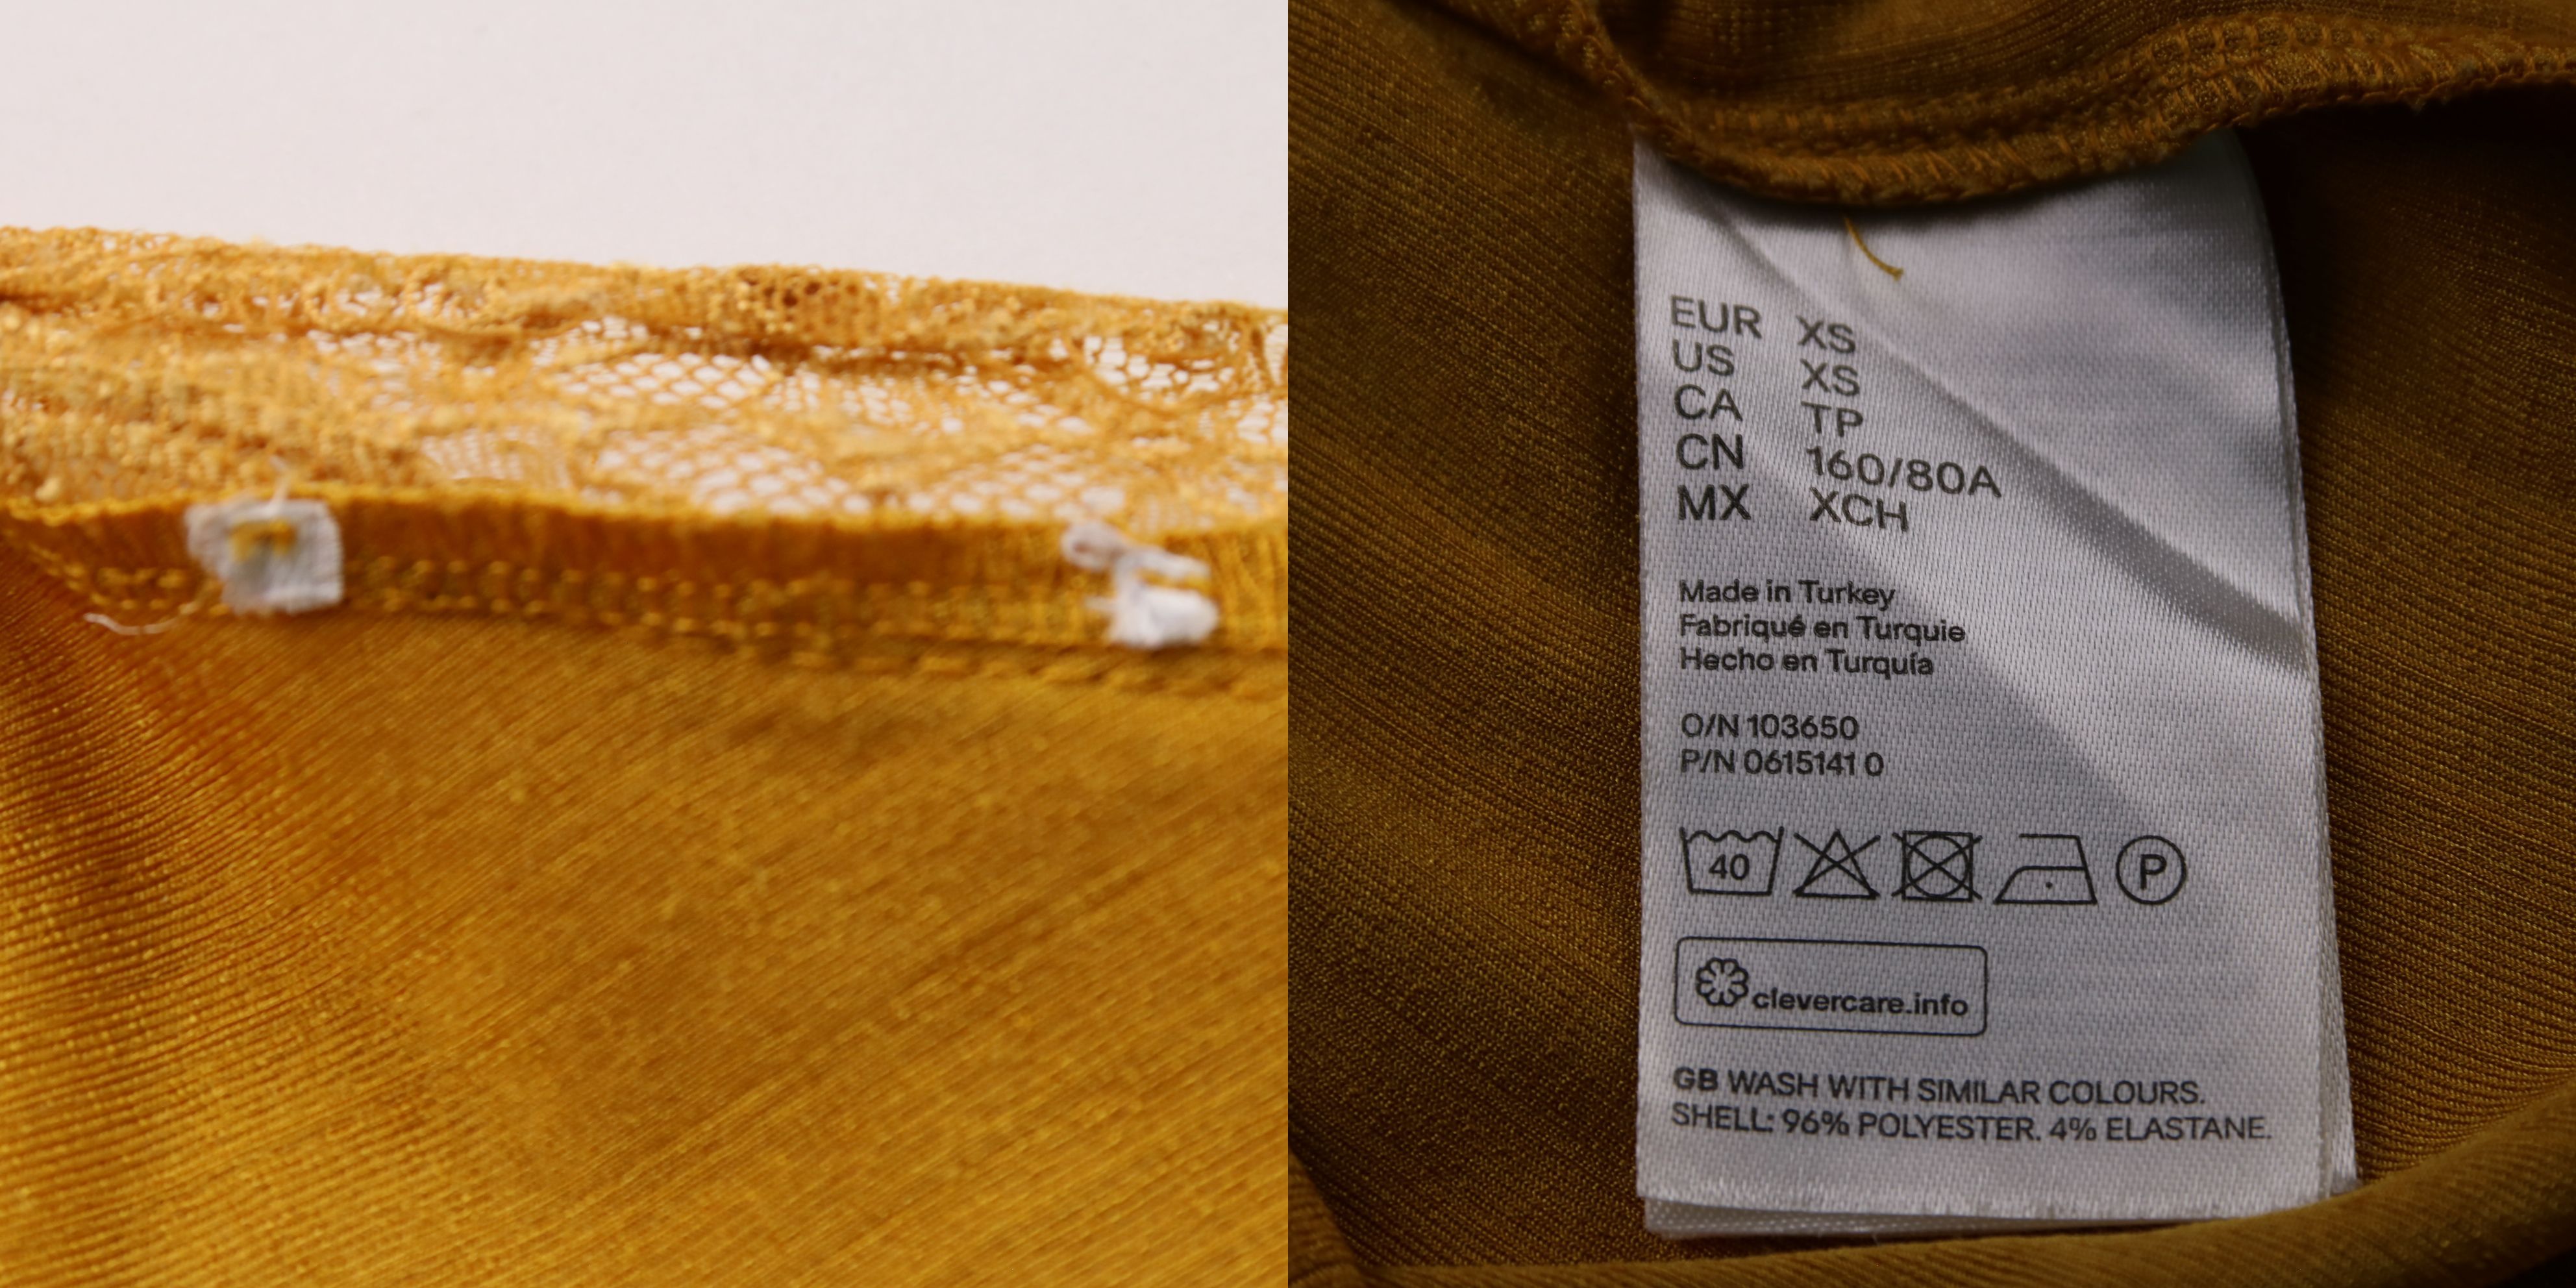 EUR XS
US XS
CA TP
CN 160/80A
MX XCH
Made in Turkey
Fabriqué en Turquie
Hecho en Turquía
O/N 103650
P/N 0615141 0
40 P
clevercare.info
GB WASH WITH SIMILAR COLOURS.
SHELL: 96% POLYESTER. 4% ELASTANE.